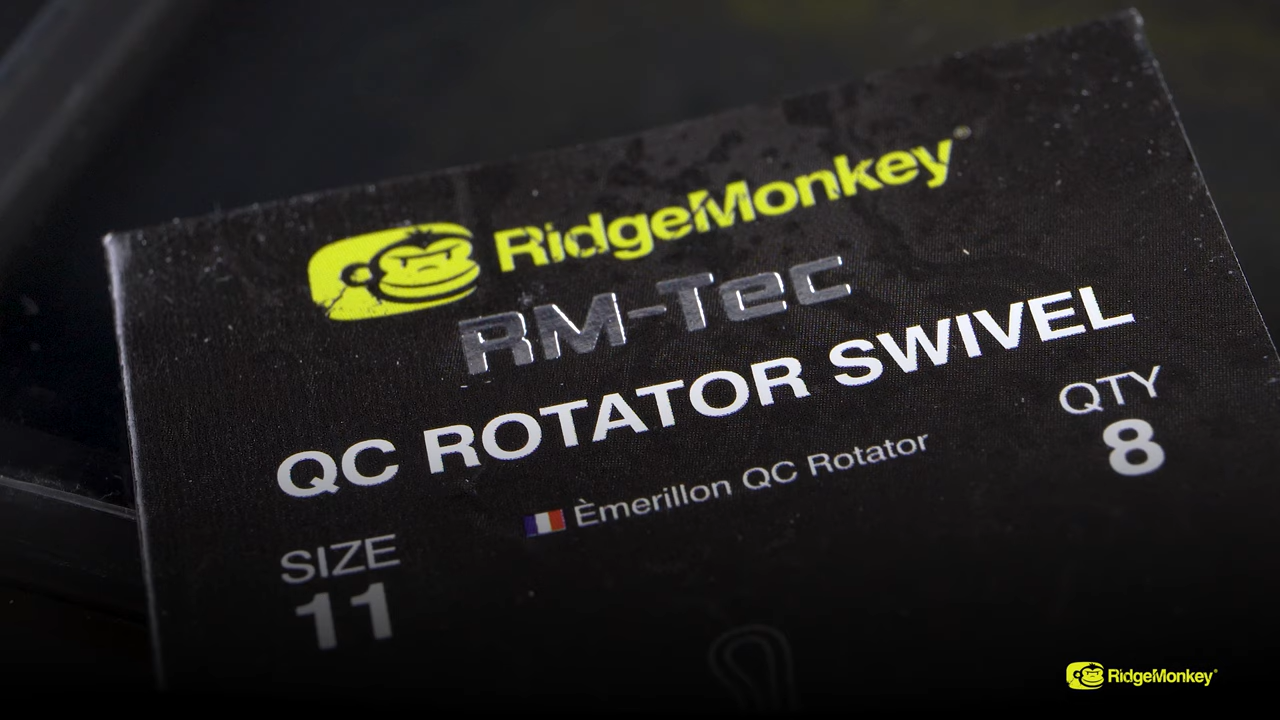 RidgeMonkey
RM-Tec
QC ROTATOR SWIVEL
QTY
8
Èmerillon QC Rotator
SIZE
11
RidgeMonkey